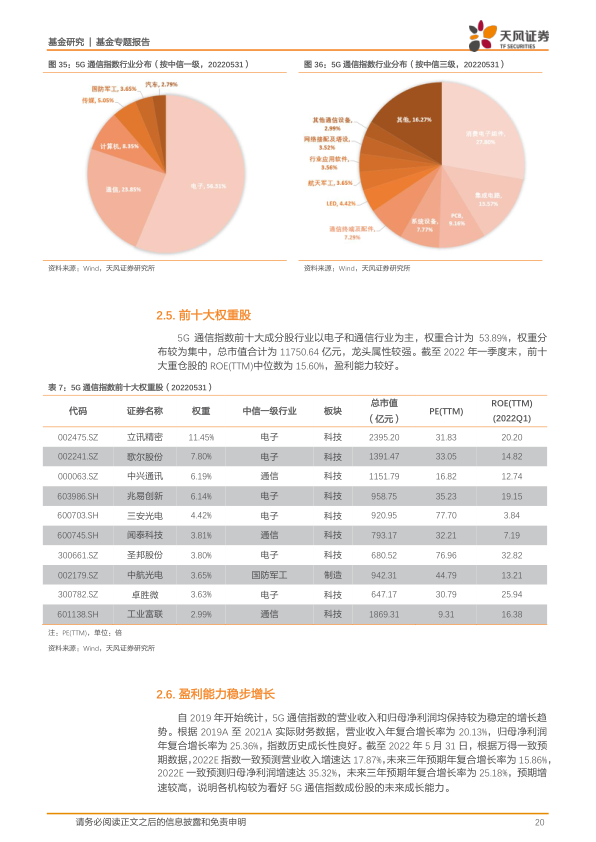 基金研究 | 基金专题报告
天风证券
TF SECURITIES
图 35：5G 通信指数行业分布（按中信一级，20220531）
汽车, 2.79%
国防军工, 3.65%
传媒, 5.05%
计算机, 8.35%
通信, 23.85%
电子, 56.31%
资料来源：Wind，天风证券研究所
图 36：5G 通信指数行业分布（按中信三级，20220531）
其他, 16.27%
其他通信设备, 2.99%
网络接配及塔设, 3.52%
行业应用软件, 3.56%
航天军工, 3.65%
LED, 4.42%
通信终端及配件, 7.29%
系统设备, 7.77%
PCB,
集成电路, 13.57%
消费电子组件,
资料来源：Wind，天风证券研究所
2.5. 前十大权重股
5G 通信指数前十大成分股行业以电子和通信行业为主，权重合计为 53.89%，权重分
布较为集中，总市值合计为 11750.64 亿元，龙头属性较强。截至 2022 年一季度末，前十
大重仓股的 ROE(TTM)中位数为 15.60%，盈利能力较好。
表 7：5G 通信指数前十大权重股（20220531）
代码 证券名称 权重 中信一级行业 板块 总市值（亿元） PE(TTM) ROE(TTM)(2022Q1)
002475.SZ 立讯精密 11.45% 电子 科技 2395.20 31.83 20.20
002241.SZ 歌尔股份 7.80% 电子 科技 1391.47 33.05 14.82
000063.SZ 中兴通讯 6.19% 通信 科技 1151.79 16.82 12.74
603986.SH 兆易创新 6.14% 电子 科技 958.75 35.23 19.15
600703.SH 三安光电 4.42% 电子 科技 920.95 77.70 3.84
600745.SH 闻泰科技 3.81% 通信 科技 793.17 32.21 7.19
300661.SZ 圣邦股份 3.80% 电子 科技 680.52 76.96 32.82
002179.SZ 中航光电 3.65% 国防军工 制造 942.31 44.79 13.21
300782.SZ 卓胜微 3.63% 电子 科技 647.17 30.79 25.94
601138.SH 工业富联 2.99% 通信 科技 1869.31 9.31 16.38
注：PE(TTM)，单位：倍
资料来源：Wind，天风证券研究所
2.6. 盈利能力稳步增长
自 2019 年开始统计，5G 通信指数的营业收入和归母净利润均保持较为稳定的增长趋
势。根据 2019A 至 2021A 实际财务数据，营业收入年复合增长率为 20.13%，归母净利润
年复合增长率为 25.36%，指数历史成长性良好。截至 2022 年 5 月 31 日，根据万得一致预
期数据，2022E 指数一致预测营业收入增速达 17.87%，未来三年预期年复合增长率为 15.86%，
2022E 一致预测归母净利润增速达 35.32%，未来三年预期年复合增长率为 25.18%，预期增
速较高，说明各机构较为看好 5G 通信指数成份股的未来成长能力。
请务必阅读正文之后的信息披露和免责申明
20